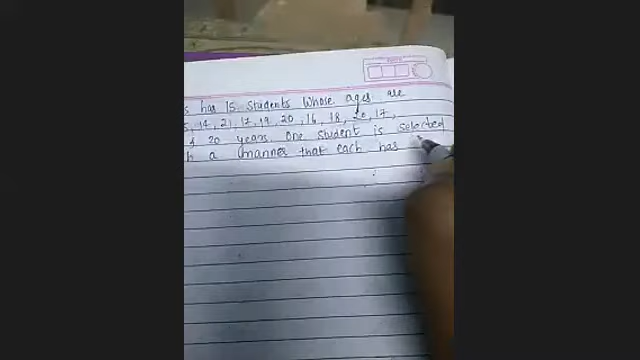 s has 15 students whose ages are
5, 14, 21, 17, 19, 20, 16, 18, 20, 17,
& 20 years. One student is selected
h a manner that each has